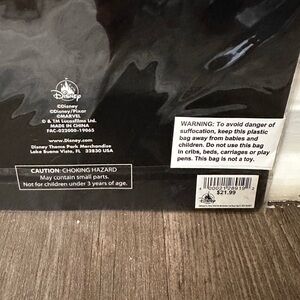 Disney
©Disney
©Disney/Pixar
©MARVEL
© & TM Lucasfilm Ltd.
MADE IN CHINA
FAC-022000-19065
www.Disney.com
Disney Theme Park Merchandise
Lake Buena Vista, FL 32830 USA
CAUTION: CHOKING HAZARD
May contain small parts.
Not for children under 3 years of age.
WARNING: To avoid danger of
suffocation, keep this plastic
bag away from babies and
children. Do not use this bag
in cribs, beds, carriages or play
pens. This bag is not a toy.
$21.99